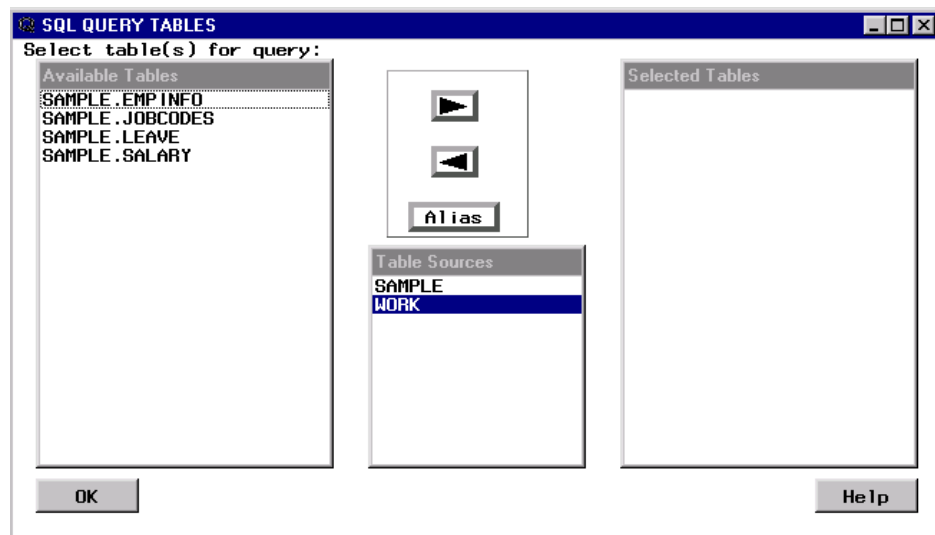 SQL QUERY TABLES
Select table(s) for query:
Available Tables
SAMPLE.EMPINFO
SAMPLE.JOBCODES
SAMPLE.LEAVE
SAMPLE.SALARY
Alias
Table Sources
SAMPLE
WORK
Selected Tables
OK
Help